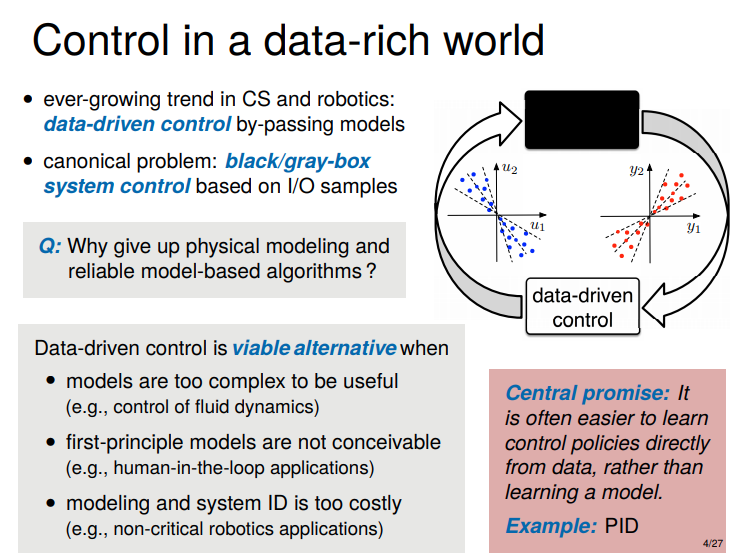 Control in a data-rich world
• ever-growing trend in CS and robotics:
data-driven control by-passing models
• canonical problem: black/gray-box
system control based on I/O samples
Q: Why give up physical modeling and
reliable model-based algorithms ?
u2
u1
y2
y1
data-driven
control
Data-driven control is viable alternative when
• models are too complex to be useful
(e.g., control of fluid dynamics)
• first-principle models are not conceivable
(e.g., human-in-the-loop applications)
• modeling and system ID is too costly
(e.g., non-critical robotics applications)
Central promise: It
is often easier to learn
control policies directly
from data, rather than
learning a model.
Example: PID
4/27